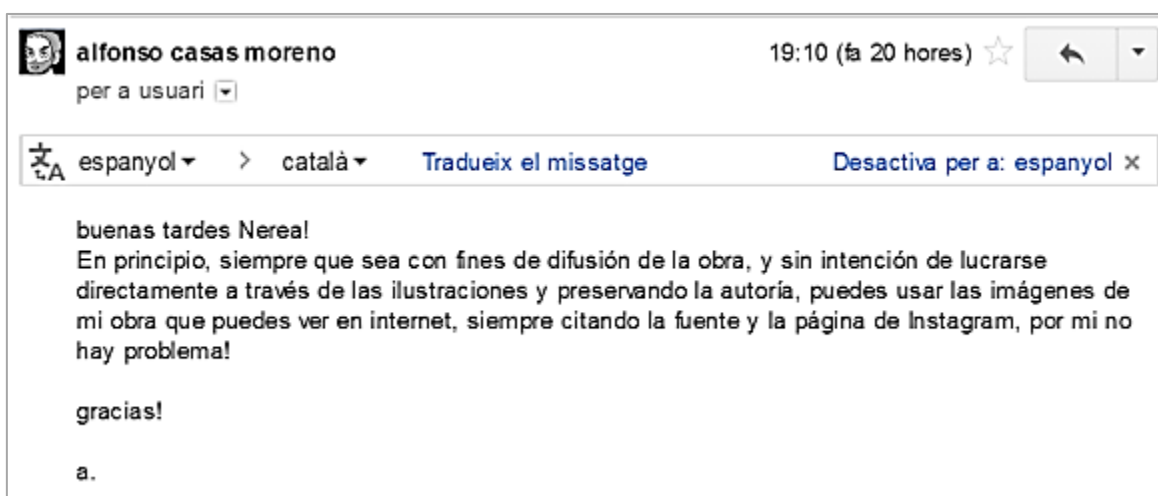 alfonso casas moreno 19:10 (fa 20 hores)
per a usuari
espanyol > català Tradueix el missatge Desactiva per a: espanyol ×
buenas tardes Nerea!
En principio, siempre que sea con fines de difusión de la obra, y sin intención de lucrarse
directamente a través de las ilustraciones y preservando la autoría, puedes usar las imágenes de
mi obra que puedes ver en internet, siempre citando la fuente y la página de Instagram, por mi no
hay problema!
gracias!
a.